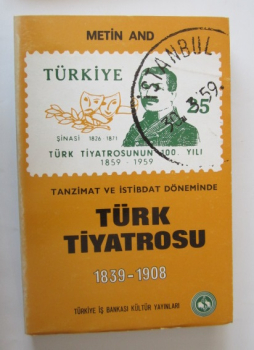 METİN AND
TÜRKİYE
İSTANBUL
25
ŞİNASİ 1826-1871
TÜRK TİYATROSUNUN 100. YILI
1859 - 1959
TANZİMAT VE İSTİBDAT DÖNEMİNDE
TÜRK
TİYATROSU
1839-1908
TÜRKİYE İŞ BANKASI KÜLTÜR YAYINLARI